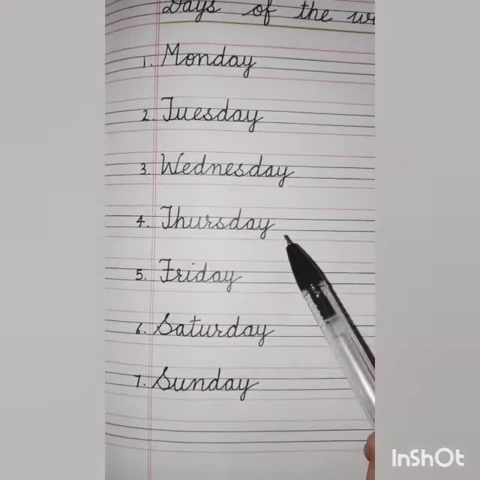 Days of the
1. Monday
2. Tuesday
3. Wednesday
4. Thursday
5. Friday
6. Saturday
7. Sunday
InShOt